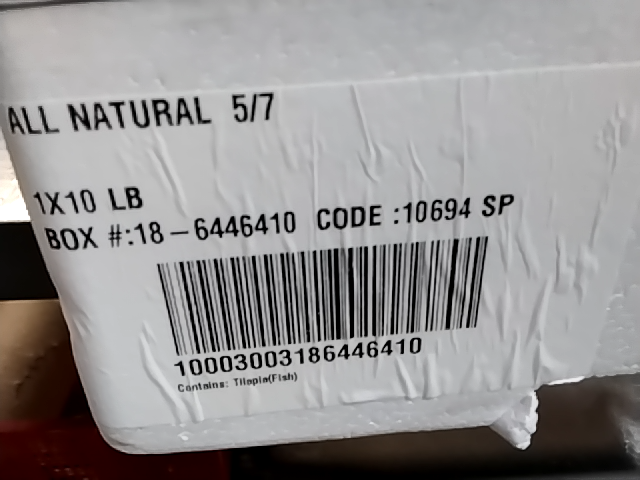 ALL NATURAL 5/7
1X10 LB
BOX #:18-6446410 CODE :10694 SP
10003003186446410
Contains: Tilapia(Fish)